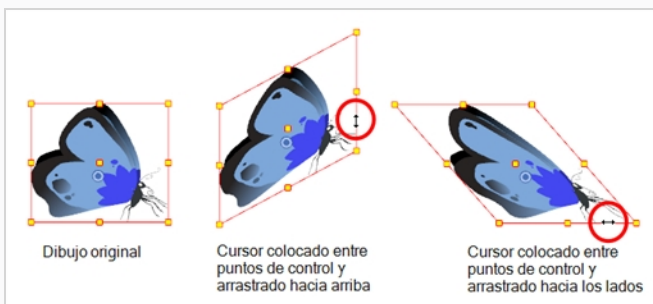 Dibujo original
Cursor colocado entre
puntos de control y
arrastrado hacia arriba
Cursor colocado entre
puntos de control y
arrastrado hacia los lados